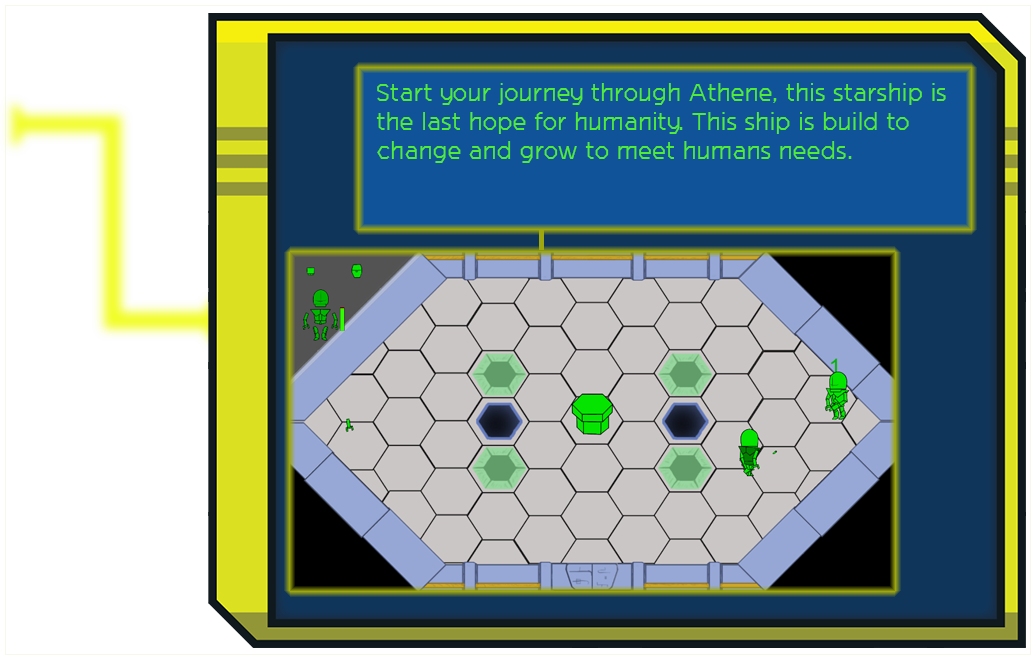 Start your journey through Athene, this starship is
the last hope for humanity. This ship is build to
change and grow to meet humans needs.
1